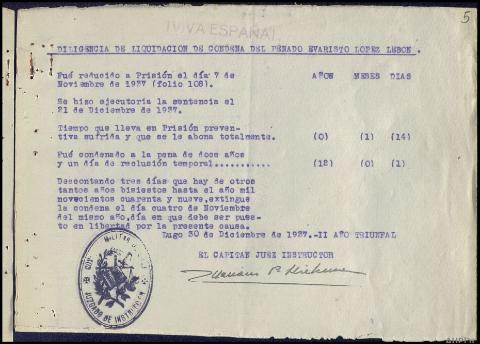 5
¡VIVA ESPAÑA!
DILIGENCIA DE LIQUIDACION DE CONDENA DEL PENADO EVARISTO LOPEZ LEBON.
Fué reducido a Prisión el día 7 de AÑOS MESES DIAS
Noviembre de 1937 (folio 108).
Se hizo ejecutoria la sentencia el
21 de Diciembre de 1937.
Tiempo que lleva en Prisión preven-
tiva sufrida y que se le abona totalmente. (0) (1) (14)
Fué condenado a la pena de doce años
y un día de reclusión temporal........... (12) (0) (1)
Descontando tres días que hay de otros
tantos años bisiestos hasta el año mil
novecientos cuarenta y nueve, extingue
la condena el día cuatro de Noviembre
del mismo año, día en que debe ser pues-
to en libertad por la presente causa.
Lugo 30 de Diciembre de 1937.-II AÑO TRIUNFAL
EL CAPITAN JUEZ INSTRUCTOR
MILITAR
JUZGADO DE INSTRUCCION